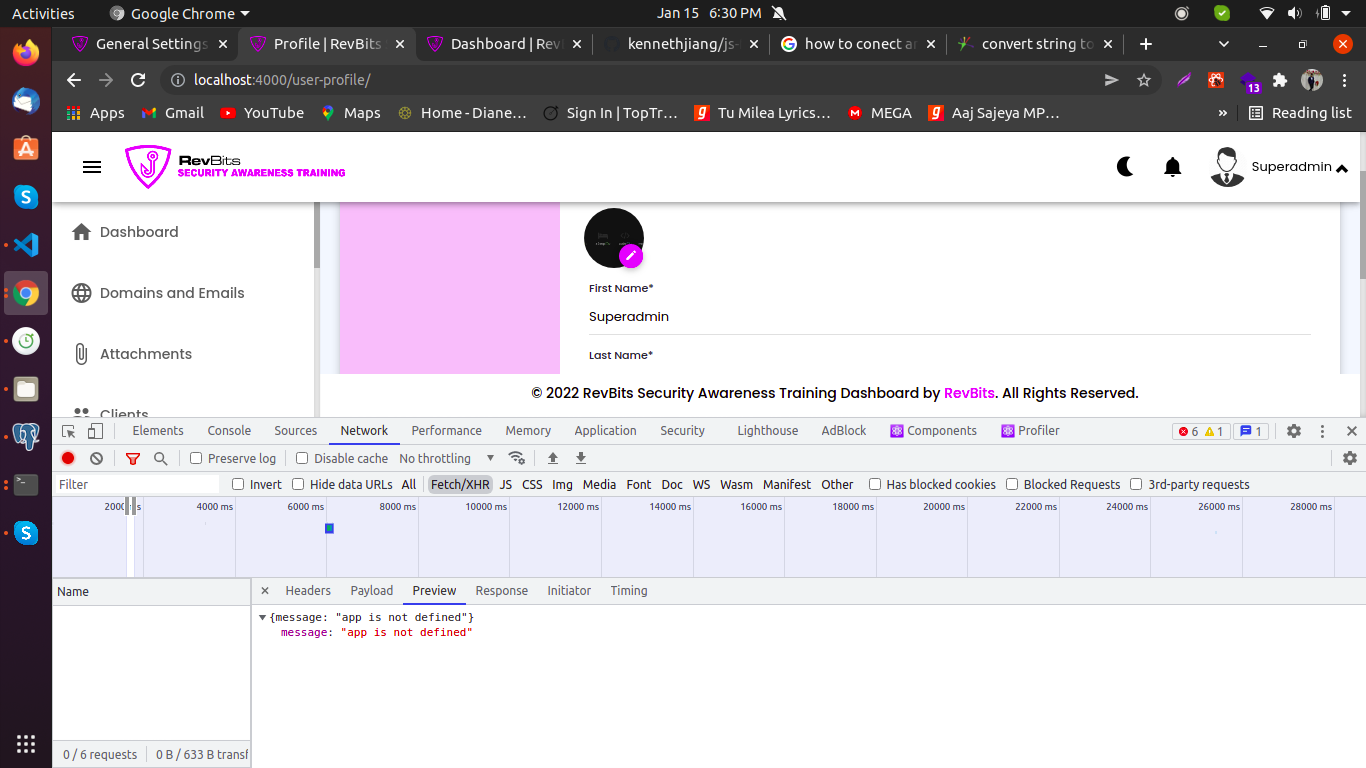 Activities
Google Chrome
Jan 15 6:30 PM
General Settings
Profile | RevBits
Dashboard | Rev
kennethjiang/js-
how to conect an
convert string to
localhost:4000/user-profile/
13
Apps
Gmail
YouTube
Maps
Home - Diane…
Sign In | TopTr…
Tu Milea Lyrics…
MEGA
Aaj Sajeya MP…
»
Reading list
RevBits
SECURITY AWARENESS TRAINING
Superadmin
Dashboard
Domains and Emails
Attachments
Clients
First Name*
Superadmin
Last Name*
© 2022 RevBits Security Awareness Training Dashboard by RevBits. All Rights Reserved.
Elements
Console
Sources
Network
Performance
Memory
Application
Security
Lighthouse
AdBlock
Components
Profiler
6
1
1
Preserve log
Disable cache
No throttling
Filter
Invert
Hide data URLs
All
Fetch/XHR
JS
CSS
Img
Media
Font
Doc
WS
Wasm
Manifest
Other
Has blocked cookies
Blocked Requests
3rd-party requests
4000 ms
6000 ms
8000 ms
10000 ms
12000 ms
14000 ms
16000 ms
18000 ms
20000 ms
22000 ms
24000 ms
26000 ms
28000 ms
Name
×
Headers
Payload
Preview
Response
Initiator
Timing
{message: "app is not defined"}
message: "app is not defined"
0 / 6 requests
0 B / 633 B transf